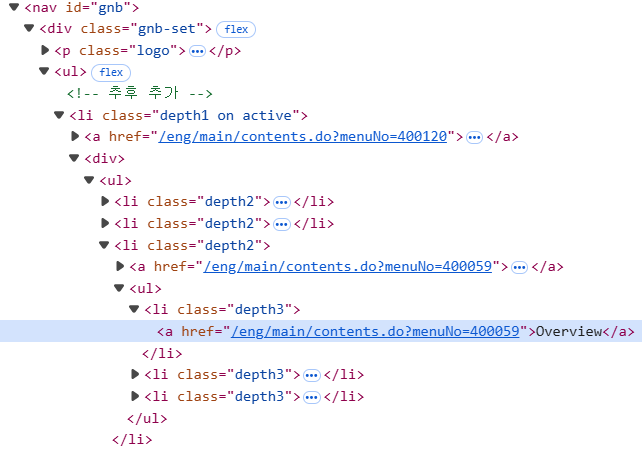 <nav id="gnb">
<div class="gnb-set"> flex
<p class="logo"> ••• </p>
<ul> flex
<!-- 추후 추가 -->
<li class="depth1 on active">
<a href="/eng/main/contents.do?menuNo=400120"> ••• </a>
<div>
<ul>
<li class="depth2"> ••• </li>
<li class="depth2"> ••• </li>
<li class="depth2">
<a href="/eng/main/contents.do?menuNo=400059"> ••• </a>
<ul>
<li class="depth3">
<a href="/eng/main/contents.do?menuNo=400059">Overview</a>
</li>
<li class="depth3"> ••• </li>
<li class="depth3"> ••• </li>
</ul>
</li>